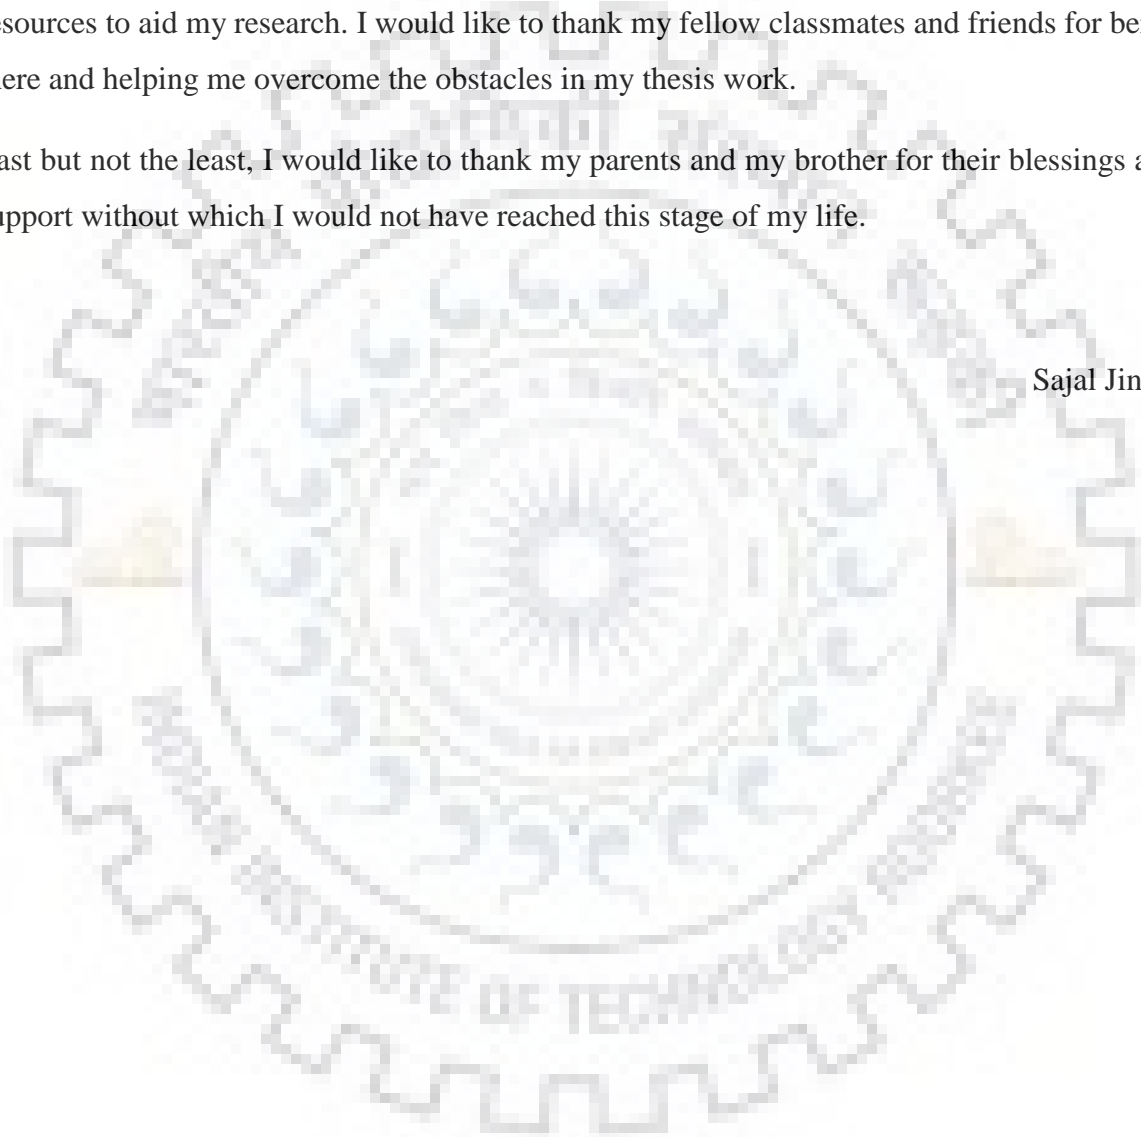 esources to aid my research. I would like to thank my fellow classmates and friends for be
ere and helping me overcome the obstacles in my thesis work.
ast but not the least, I would like to thank my parents and my brother for their blessings a
upport without which I would not have reached this stage of my life.
Sajal Jin
INSTITUTE OF TECHNOLOGY